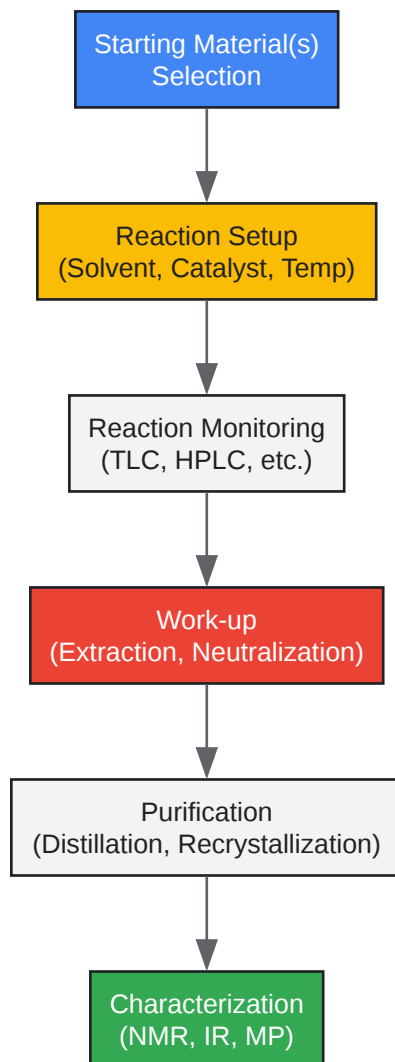 Starting Material(s)
Selection
Reaction Setup
(Solvent, Catalyst, Temp)
Reaction Monitoring
(TLC, HPLC, etc.)
Work-up
(Extraction, Neutralization)
Purification
(Distillation, Recrystallization)
Characterization
(NMR, IR, MP)